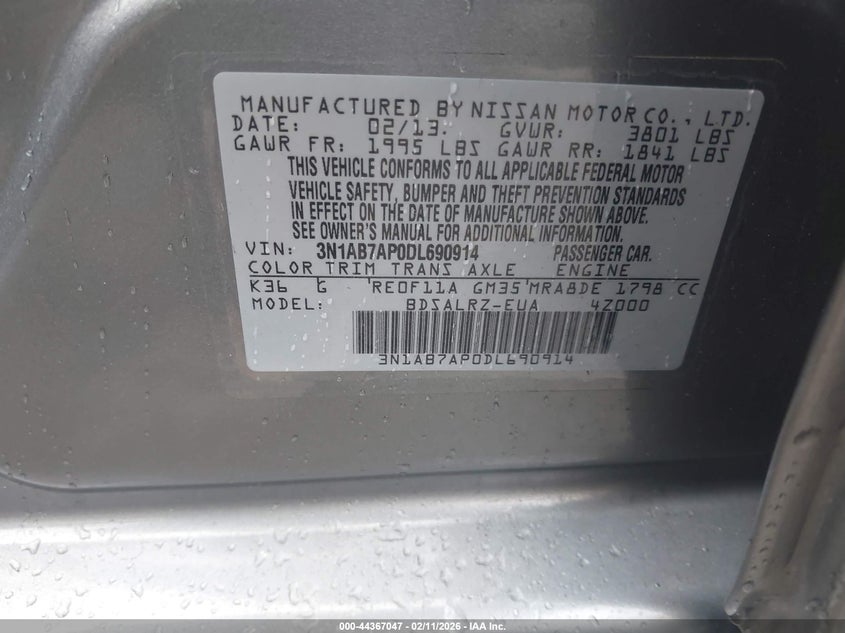 MANUFACTURED BY NISSAN MOTOR CO., LTD.
DATE: 02/13. GVWR: 3801 LBS
GAWR FR: 1995 LBS GAWR RR: 1841 LBS
THIS VEHICLE CONFORMS TO ALL APPLICABLE FEDERAL MOTOR
VEHICLE SAFETY, BUMPER AND THEFT PREVENTION STANDARDS
IN EFFECT ON THE DATE OF MANUFACTURE SHOWN ABOVE.
SEE OWNER'S MANUAL FOR ADDITIONAL INFORMATION.
VIN: 3N1AB7AP0DL690914 PASSENGER CAR.
COLOR TRIM TRANS AXLE ENGINE
K36 G RE0F11A GM35 MRA8DE 1798 CC
MODEL: BDSALRZ-EUA 4Z000
3N1AB7AP0DL690914
000-44367047 - 02/11/2026 - IAA Inc.